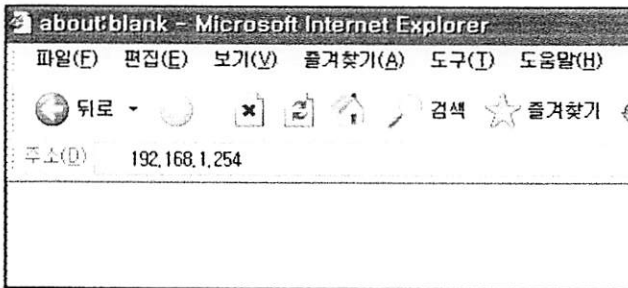 about:blank - Microsoft Internet Explorer
파일(F) 편집(E) 보기(V) 즐겨찾기(A) 도구(T) 도움말(H)
뒤로 검색 즐겨찾기
주소(D) 192,168,1,254